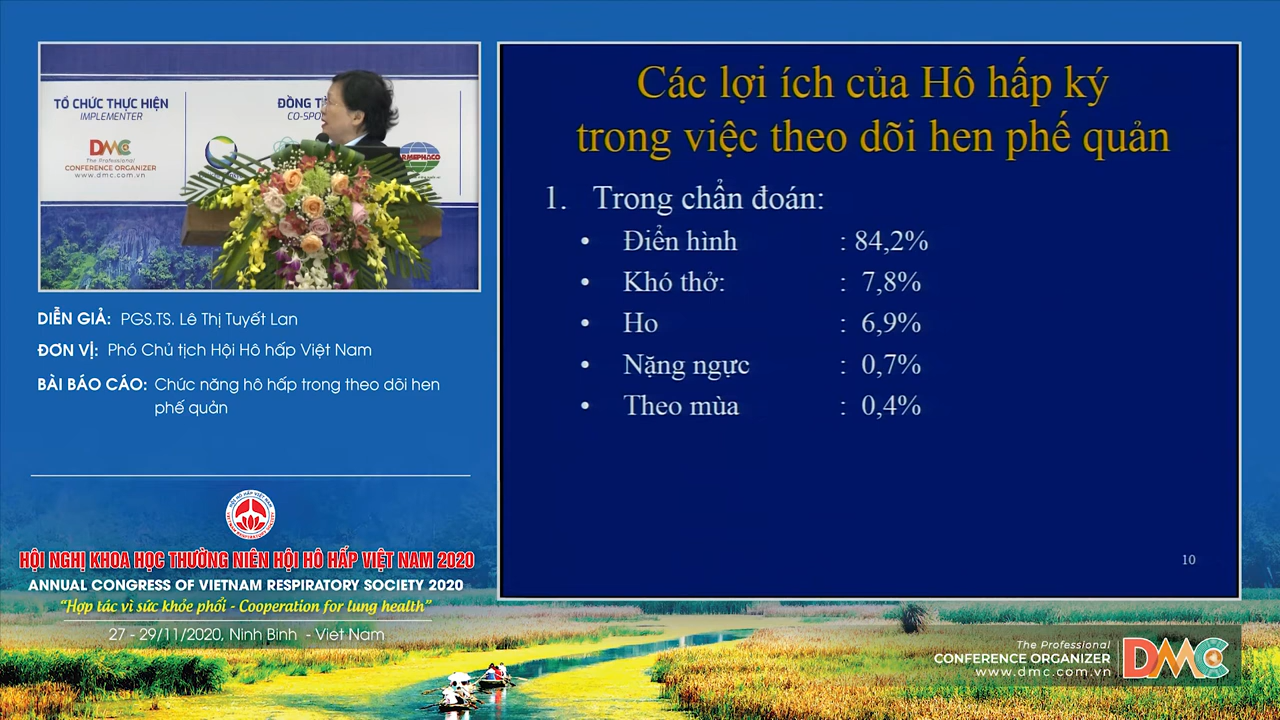 TỔ CHỨC THỰC HIỆN
IMPLEMENTER
DMC
The Professional
CONFERENCE ORGANIZER
www.dmc.com.vn
ĐỒNG
CO-SPO
DIỄN GIẢ: PGS.TS. Lê Thị Tuyết Lan
ĐƠN VỊ: Phó Chủ tịch Hội Hô hấp Việt Nam
BÀI BÁO CÁO: Chức năng hô hấp trong theo dõi hen
phế quản
HỘI NGHỊ KHOA HỌC THƯỜNG NIÊN HỘI HÔ HẤP VIỆT NAM 2020
ANNUAL CONGRESS OF VIETNAM RESPIRATORY SOCIETY 2020
“Hợp tác vì sức khỏe phổi - Cooperation for lung health”
27 - 29/11/2020, Ninh Binh - Viet Nam
Các lợi ích của Hô hấp ký
trong việc theo dõi hen phế quản
1. Trong chẩn đoán:
• Điển hình : 84,2%
• Khó thở: : 7,8%
• Ho : 6,9%
• Nặng ngực : 0,7%
• Theo mùa : 0,4%
10
The Professional
CONFERENCE ORGANIZER
www.dmc.com.vn
DMC